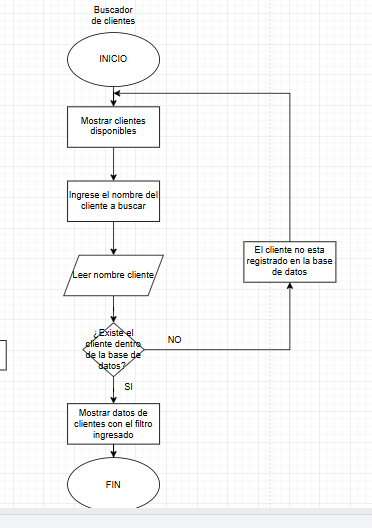 Buscador
de clientes
INICIO
Mostrar clientes
disponibles
Ingrese el nombre del
cliente a buscar
Leer nombre cliente
¿Existe el
cliente dentro
de la base de
datos?
NO
El cliente no esta
registrado en la base
de datos
SI
Mostrar datos de
clientes con el filtro
ingresado
FIN